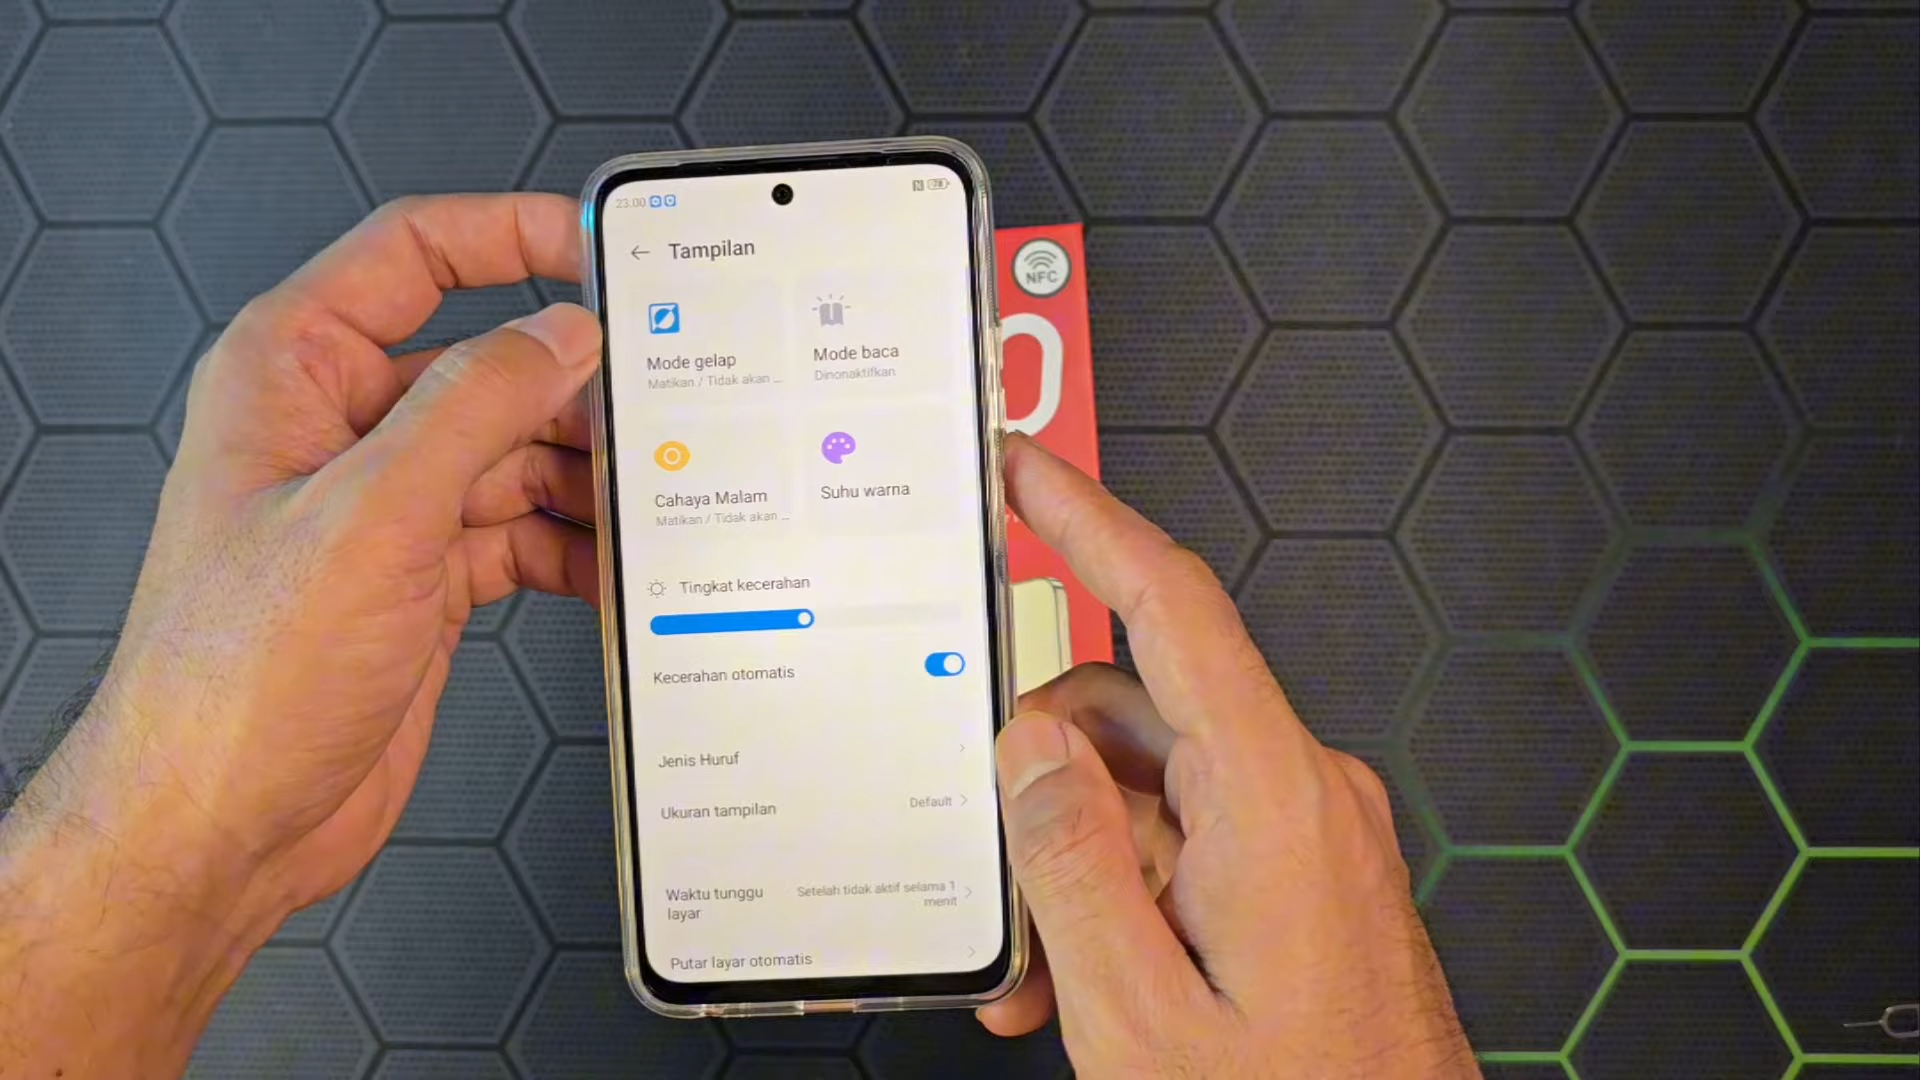 23.00
Tampilan
Mode gelap
Matikan / Tidak akan ...
Mode baca
Dinonaktifkan
Cahaya Malam
Matikan / Tidak akan ...
Suhu warna
Tingkat kecerahan
Kecerahan otomatis
Jenis Huruf
Ukuran tampilan
Default
Waktu tunggu
layar
Setelah tidak aktif selama 1
menit
Putar layar otomatis
NFC
0